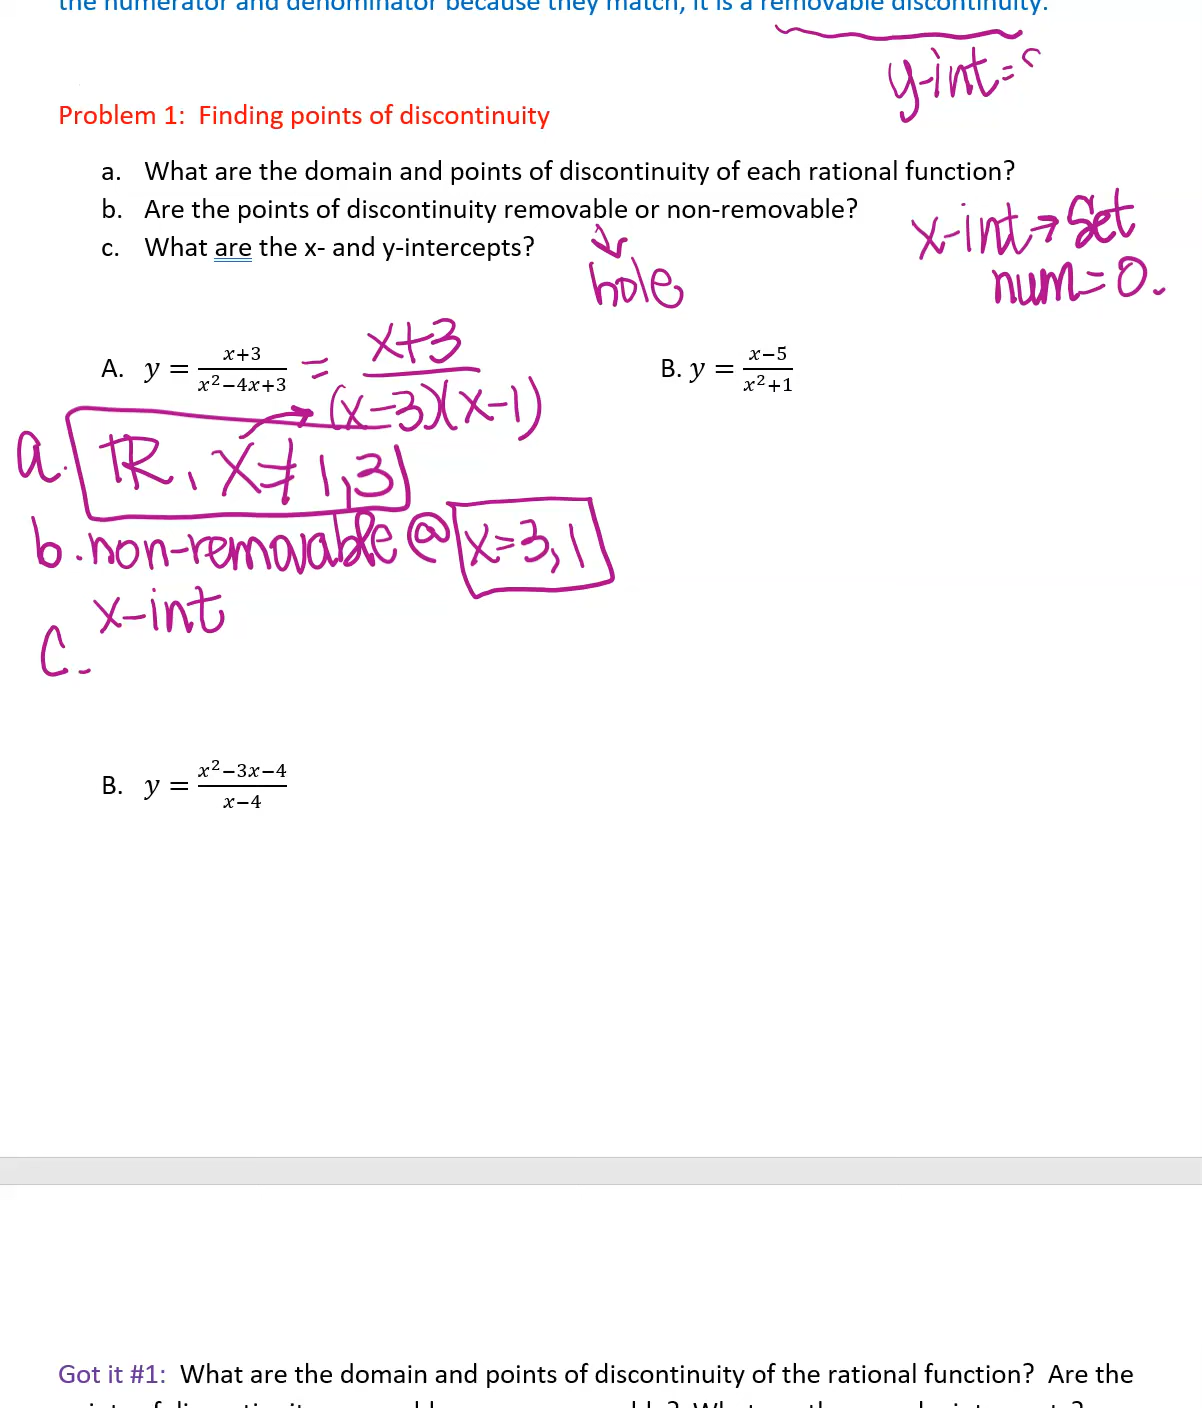 the numerator and denominator because they match, it is a removable discontinuity.
y-int=
Problem 1: Finding points of discontinuity
a. What are the domain and points of discontinuity of each rational function?
b. Are the points of discontinuity removable or non-removable?
c. What are the x- and y-intercepts?
x-int→ Set
num=0.
hole
A. y = x+3/x²−4x+3 = x+3/(x-3)(x-1)
B. y = x−5/x²+1
a. ℝ, x≠1,3
b. non-removable @ x=3,1
c. x-int
B. y = x²−3x−4/x−4
Got it #1: What are the domain and points of discontinuity of the rational function? Are the